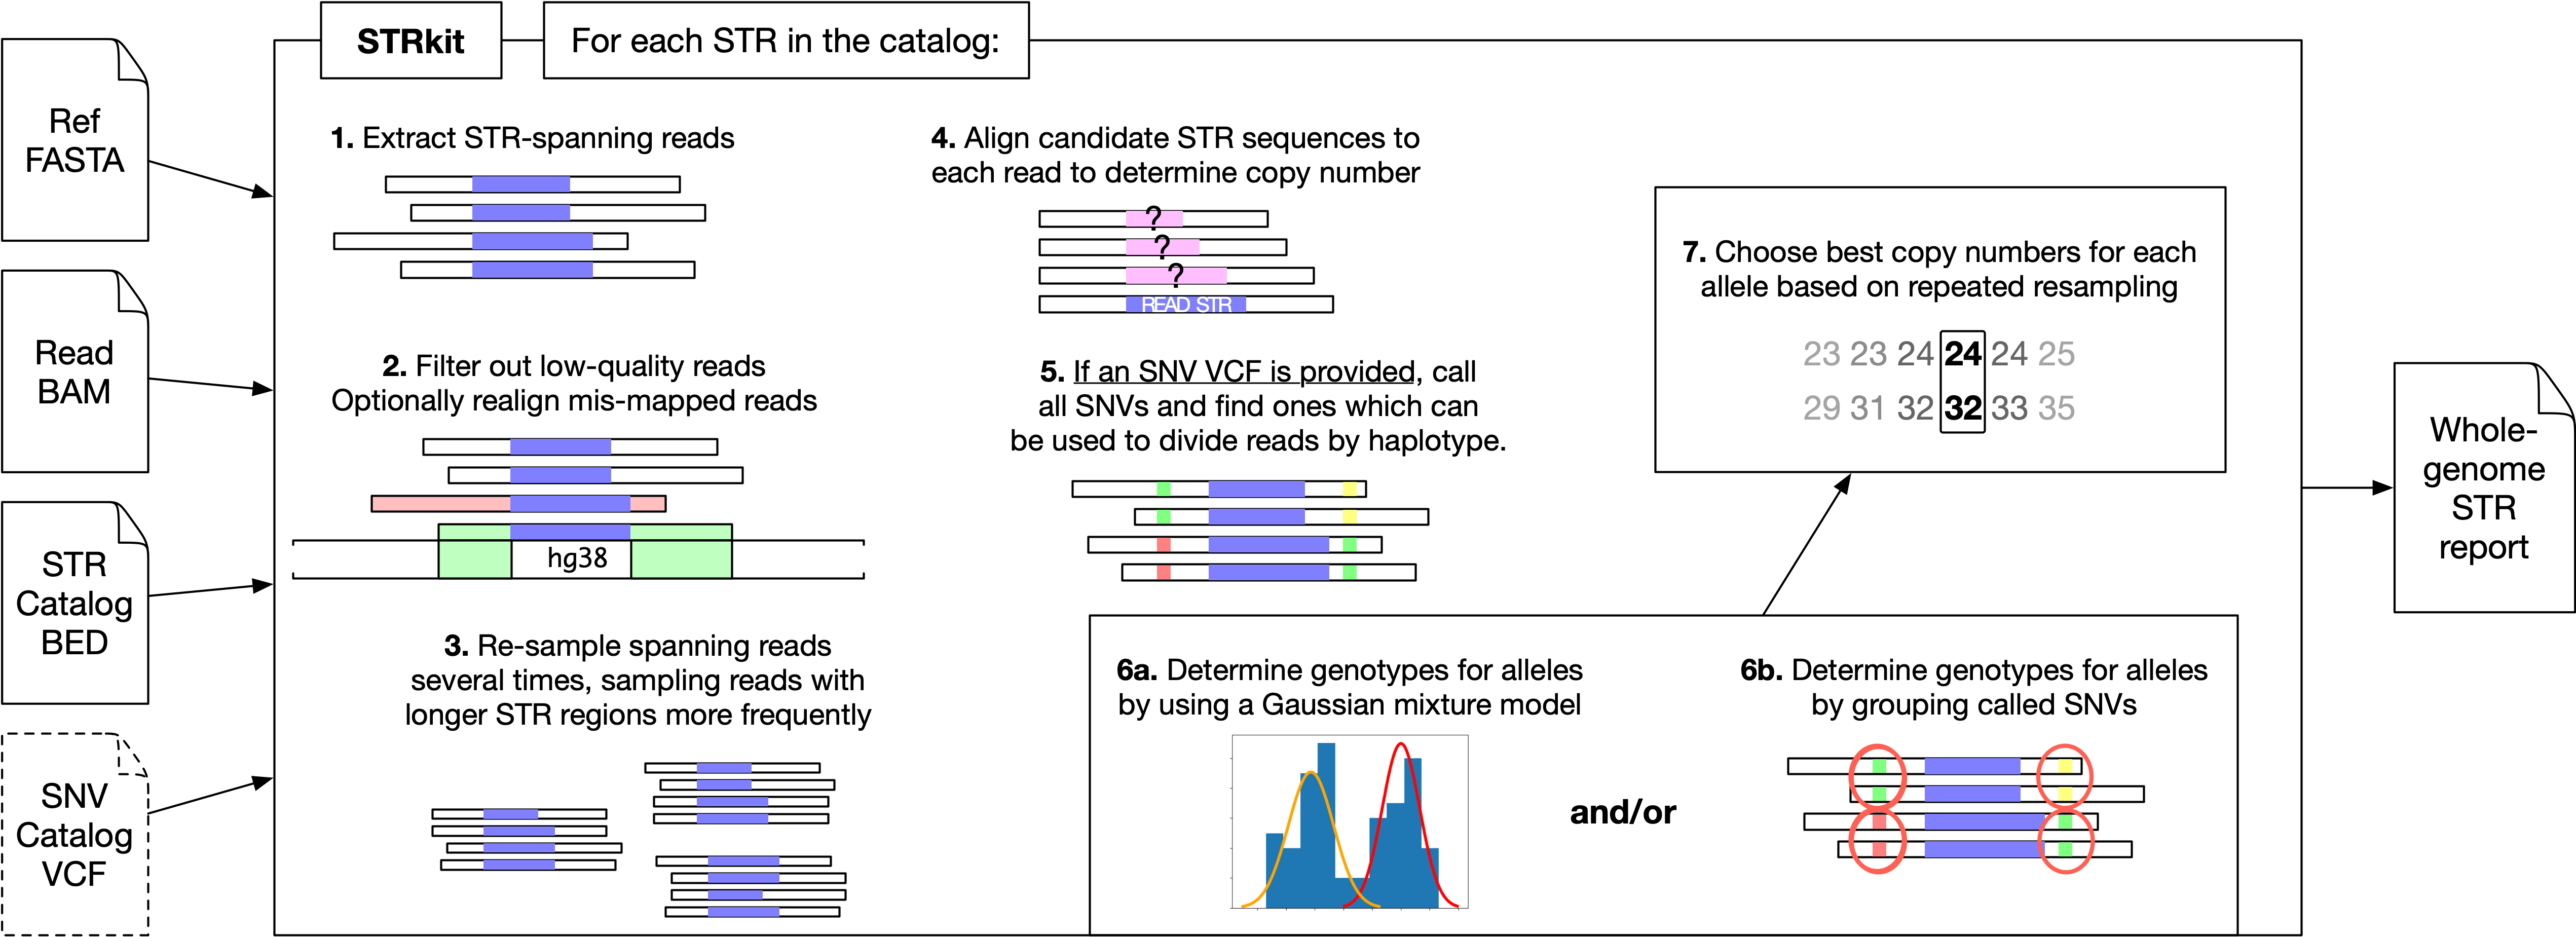 Ref
FASTA
Read
BAM
STR
Catalog
BED
SNV
Catalog
VCF
STRkit
For each STR in the catalog:
1. Extract STR-spanning reads
2. Filter out low-quality reads
Optionally realign mis-mapped reads
hg38
3. Re-sample spanning reads
several times, sampling reads with
longer STR regions more frequently
4. Align candidate STR sequences to
each read to determine copy number
?
?
?
READ STR
5. If an SNV VCF is provided, call
all SNVs and find ones which can
be used to divide reads by haplotype.
6a. Determine genotypes for alleles
by using a Gaussian mixture model
and/or
6b. Determine genotypes for alleles
by grouping called SNVs
7. Choose best copy numbers for each
allele based on repeated resampling
23 23 24 24 24 25
29 31 32 32 33 35
Whole-
genome
STR
report